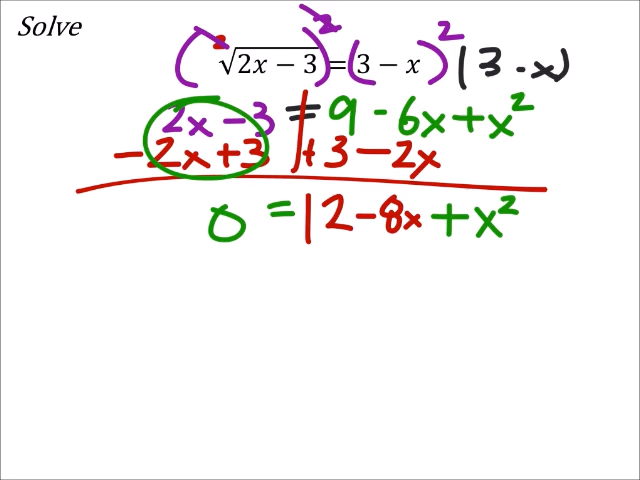 Solve
(²√(2x − 3))² = (3 − x)² (3 - x)
2x - 3 = 9 - 6x + x²
- 2x + 3 + 3 - 2x
0 = 12 - 8x + x²